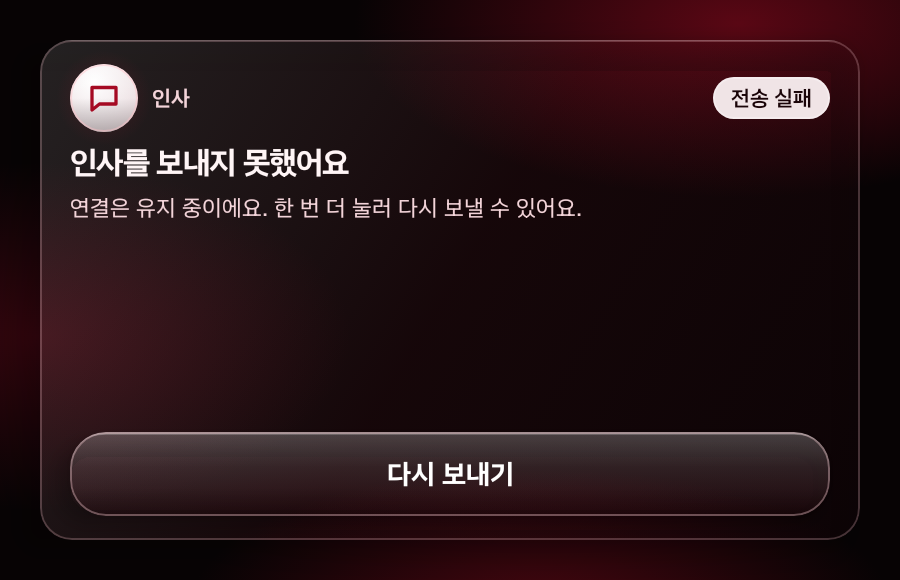 인사
전송 실패
인사를 보내지 못했어요
연결은 유지 중이에요. 한 번 더 눌러 다시 보낼 수 있어요.
다시 보내기